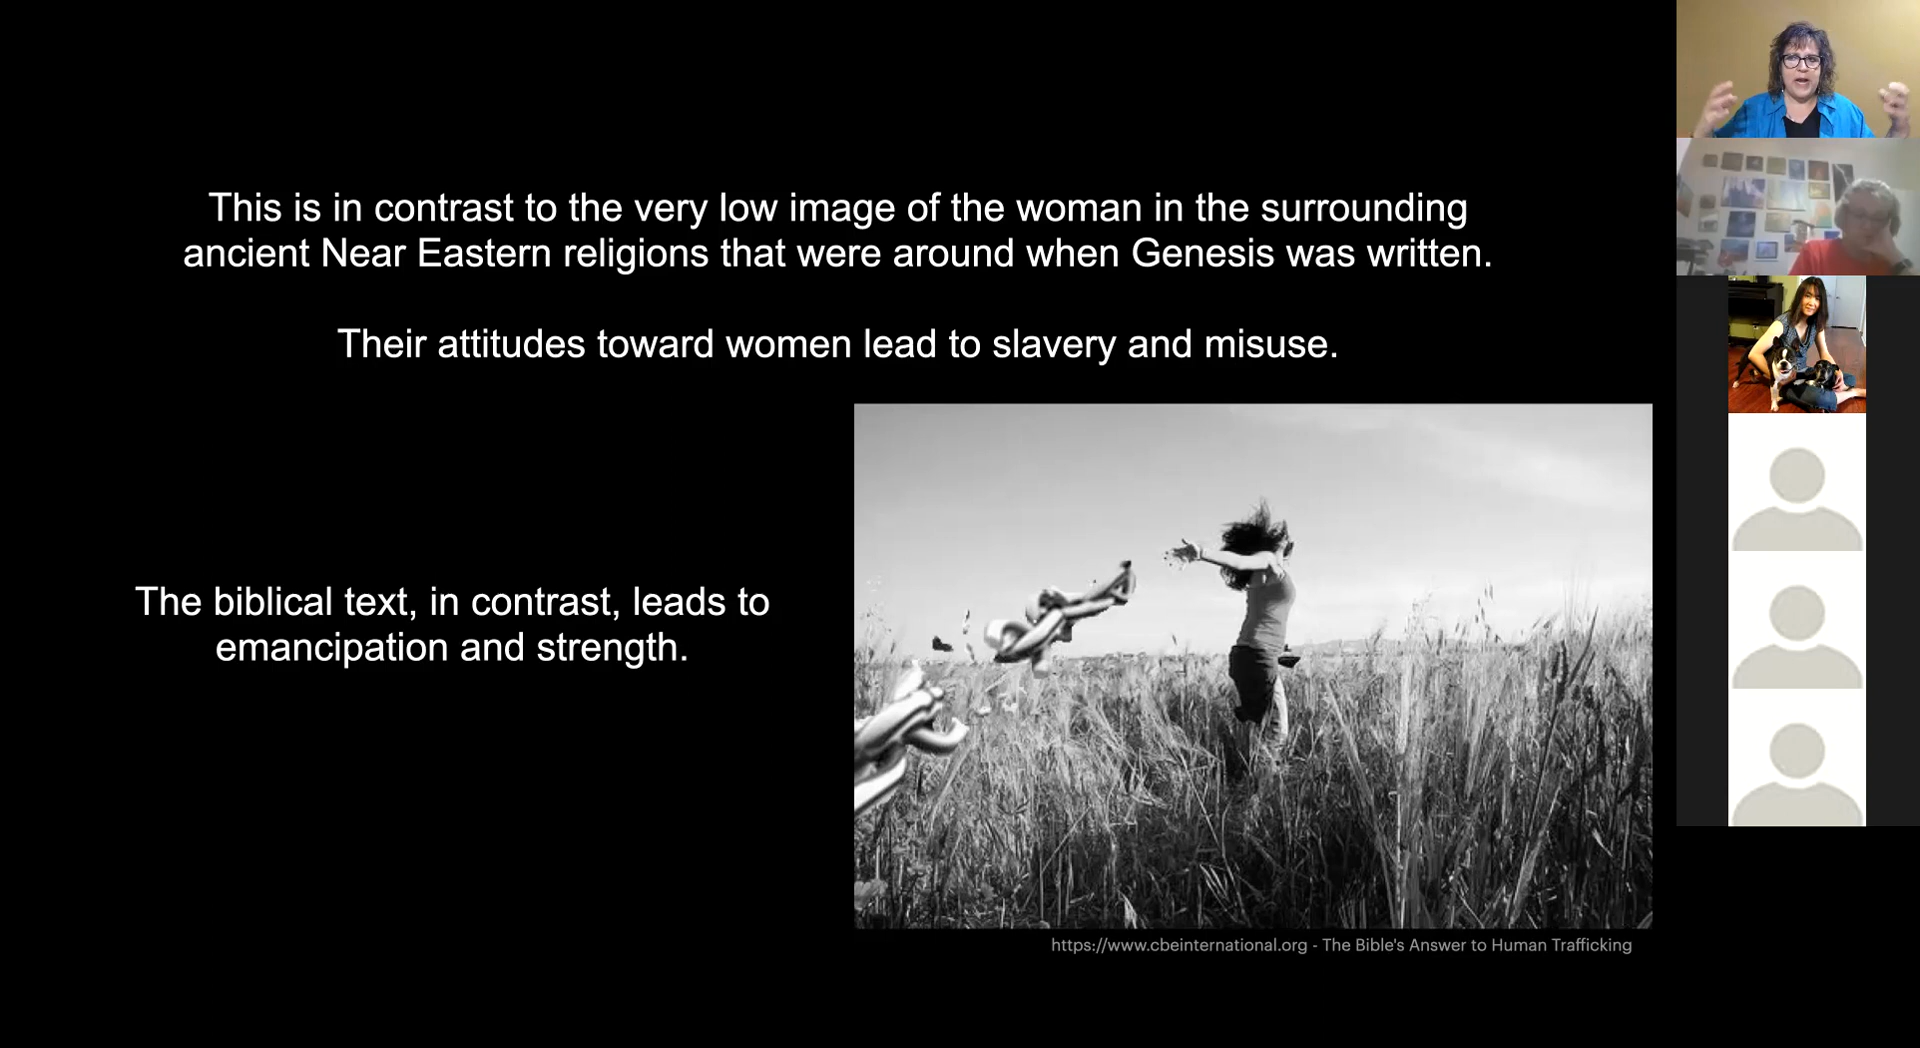 This is in contrast to the very low image of the woman in the surrounding
ancient Near Eastern religions that were around when Genesis was written.
Their attitudes toward women lead to slavery and misuse.
The biblical text, in contrast, leads to
emancipation and strength.
https://www.cbeinternational.org - The Bible's Answer to Human Trafficking